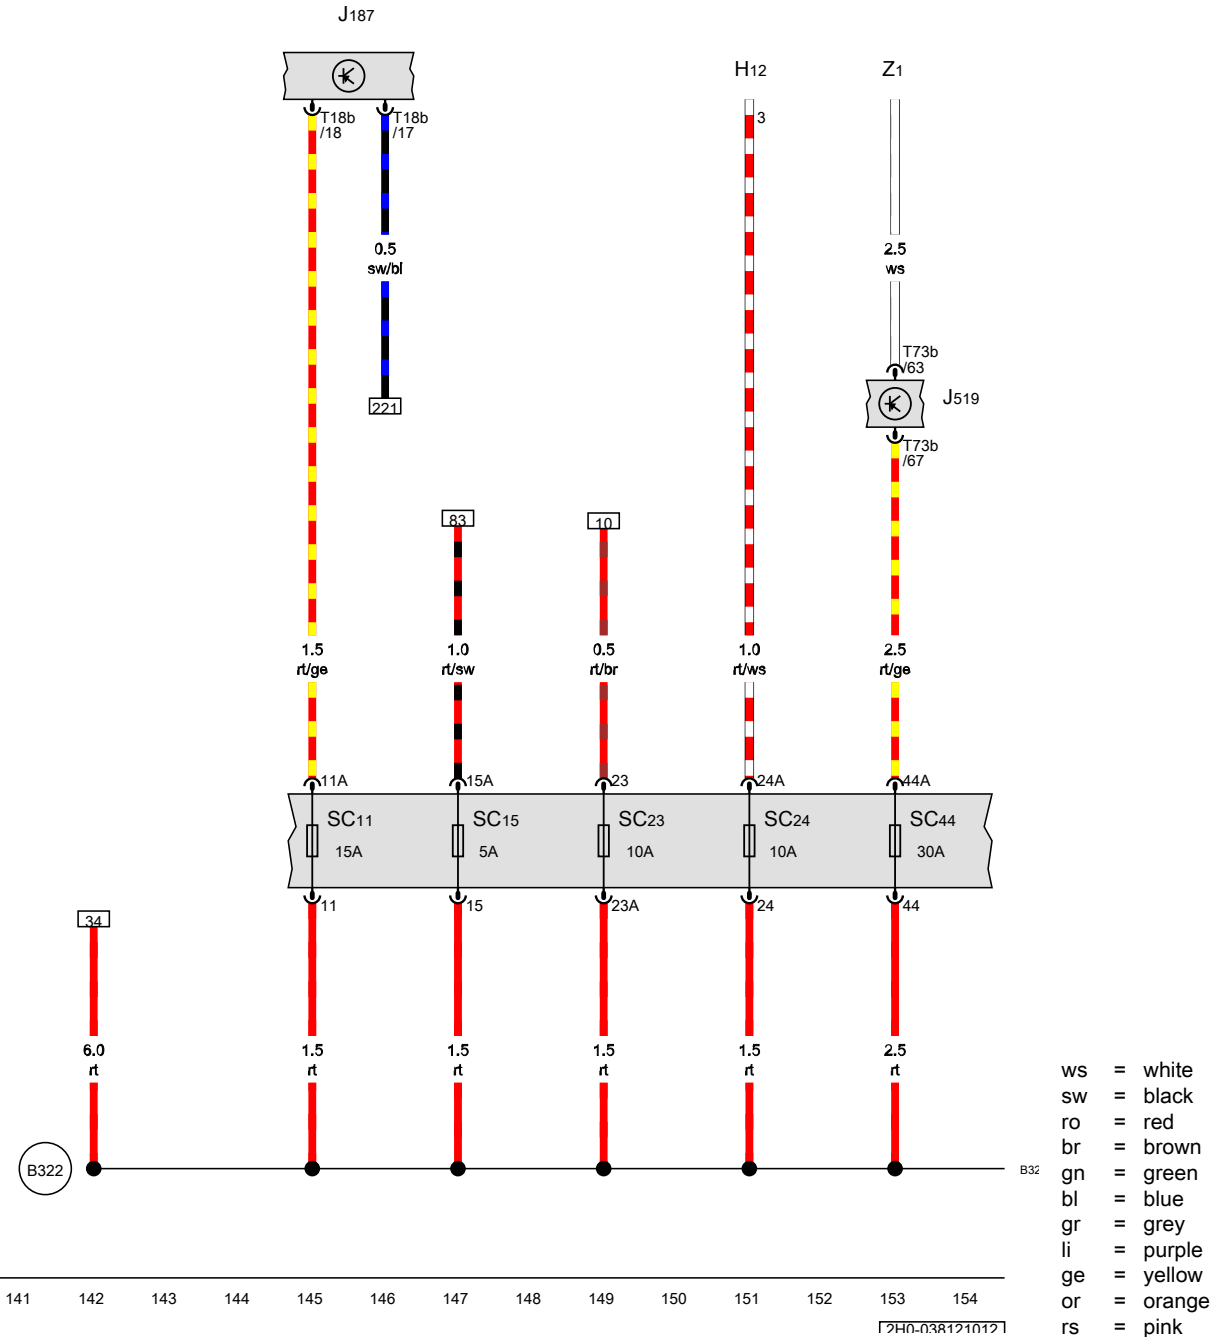 J187
H12
Z1
T18b
/18
T18b
/17
3
0.5
sw/bl
2.5
ws
T73b
/63
J519
221
T73b
/67
83
10
1.5
rt/ge
1.0
rt/sw
0.5
rt/br
1.0
rt/ws
2.5
rt/ge
11A
15A
23
24A
44A
SC11
15A
SC15
5A
SC23
10A
SC24
10A
SC44
30A
11
15
23A
24
44
34
6.0
rt
1.5
rt
1.5
rt
1.5
rt
1.5
rt
2.5
rt
B322
B32
ws = white
sw = black
ro = red
br = brown
gn = green
bl = blue
gr = grey
li = purple
ge = yellow
or = orange
rs = pink
141 142 143 144 145 146 147 148 149 150 151 152 153 154
2H0-038121012